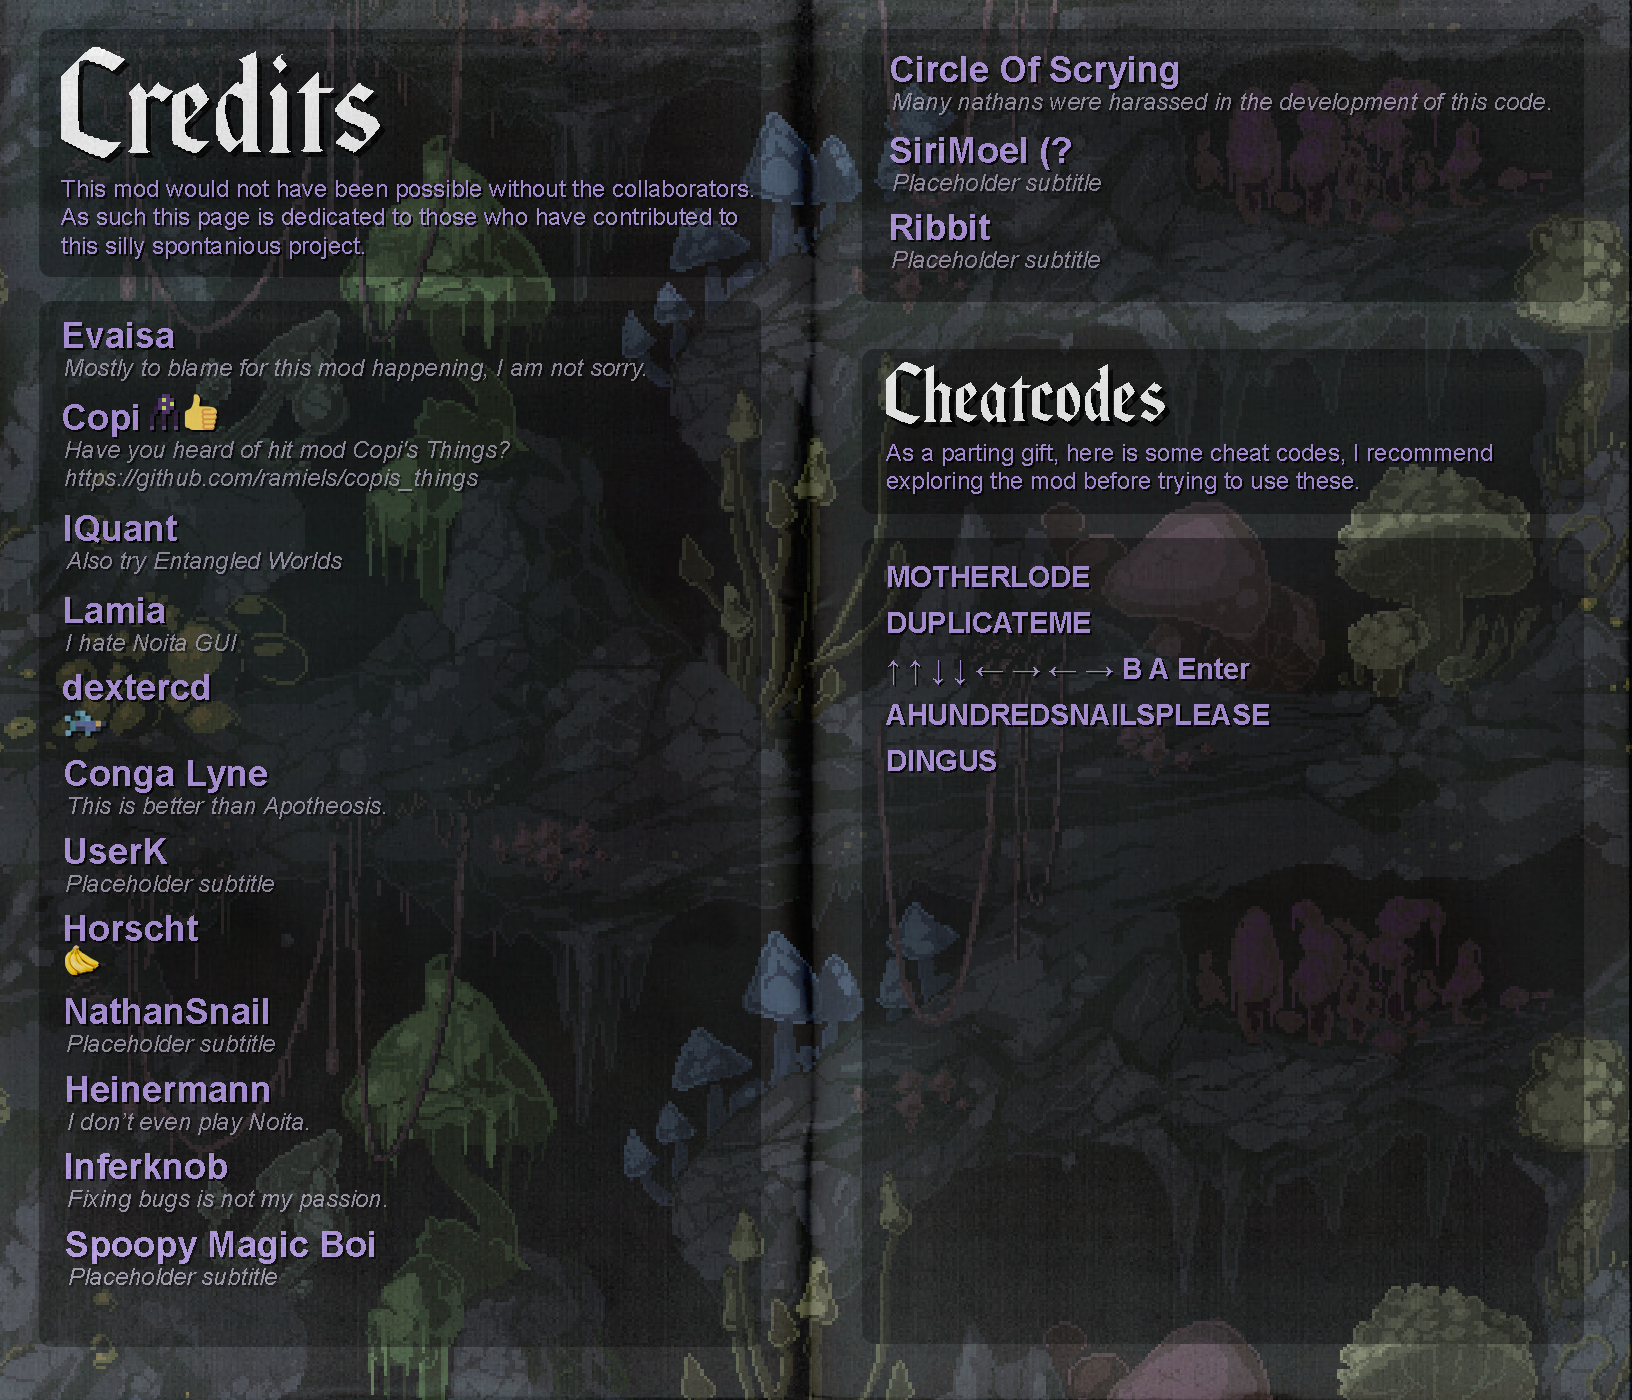 Credits
This mod would not have been possible without the collaborators.
As such this page is dedicated to those who have contributed to
this silly spontanious project.
Evaisa
Mostly to blame for this mod happening, I am not sorry.
Copi 👍
Have you heard of hit mod Copi's Things?
https://github.com/ramiels/copis_things
IQuant
Also try Entangled Worlds
Lamia
I hate Noita GUI
dextercd
Conga Lyne
This is better than Apotheosis.
UserK
Placeholder subtitle
Horscht
🍌
NathanSnail
Placeholder subtitle
Heinermann
I don't even play Noita.
Inferknob
Fixing bugs is not my passion.
Spoopy Magic Boi
Placeholder subtitle
Circle Of Scrying
Many nathans were harassed in the development of this code.
SiriMoel (?
Placeholder subtitle
Ribbit
Placeholder subtitle
Cheatcodes
As a parting gift, here is some cheat codes, I recommend
exploring the mod before trying to use these.
MOTHERLODE
DUPLICATEME
↑ ↑ ↓ ↓ ← → ← → B A Enter
AHUNDREDSNAILSPLEASE
DINGUS